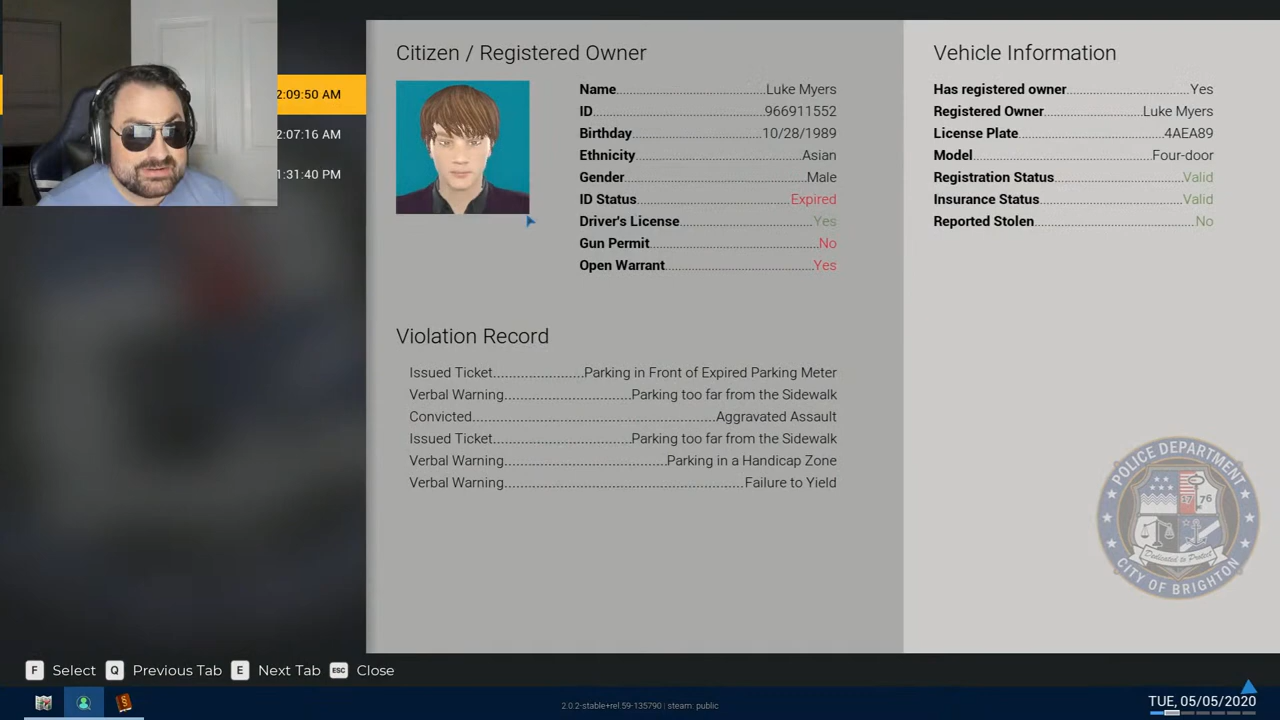 2:09:50 AM
2:07:16 AM
1:31:40 PM
Citizen / Registered Owner
Name Luke Myers
ID 966911552
Birthday 10/28/1989
Ethnicity Asian
Gender Male
ID Status Expired
Driver's License Yes
Gun Permit No
Open Warrant Yes
Violation Record
Issued Ticket Parking in Front of Expired Parking Meter
Verbal Warning Parking too far from the Sidewalk
Convicted Aggravated Assault
Issued Ticket Parking too far from the Sidewalk
Verbal Warning Parking in a Handicap Zone
Verbal Warning Failure to Yield
Vehicle Information
Has registered owner Yes
Registered Owner Luke Myers
License Plate 4AEA89
Model Four-door
Registration Status Valid
Insurance Status Valid
Reported Stolen No
POLICE DEPARTMENT
17 76
Dedicated to Protect
CITY OF BRIGHTON
F Select Q Previous Tab E Next Tab ESC Close
2.0.2-stable+rel.59-135790 | steam: public
TUE, 05/05/2020